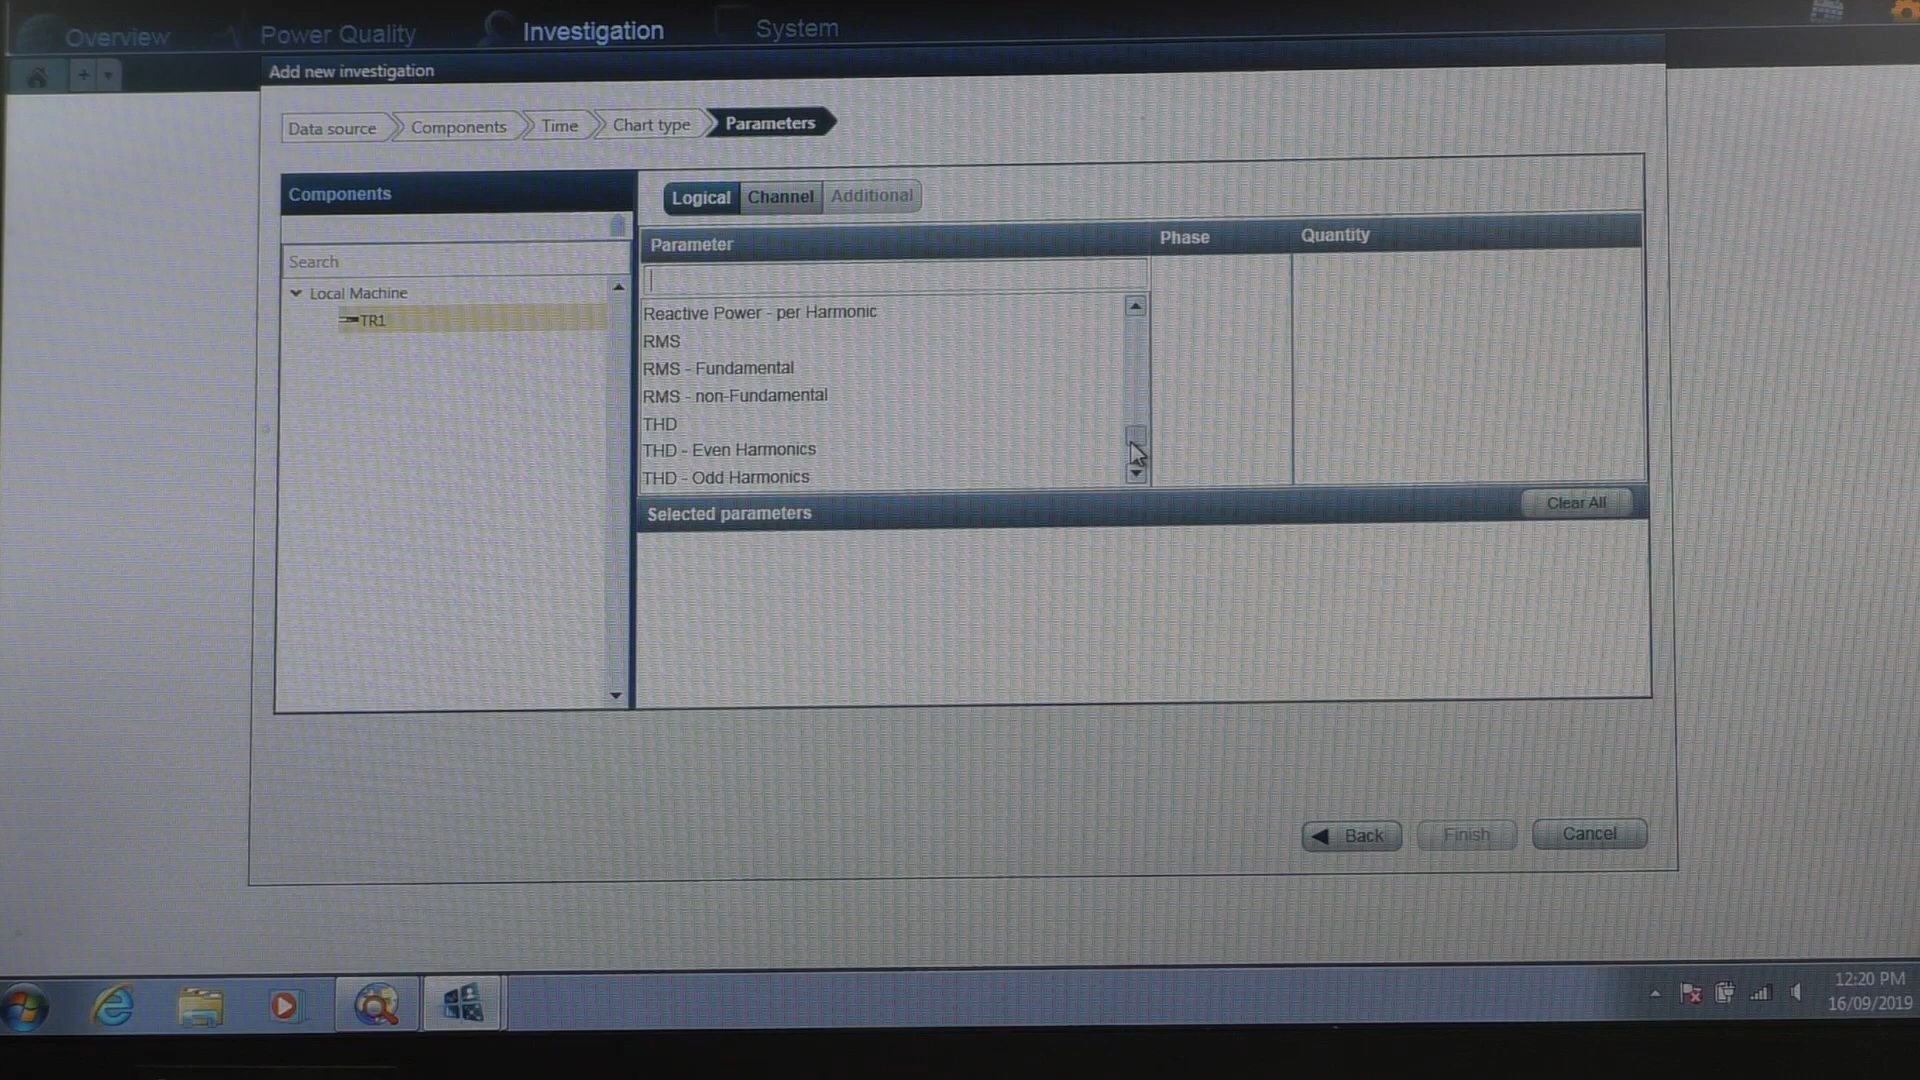 Overview Power Quality Investigation System
Add new investigation
Data source Components Time Chart type Parameters
Components
Search
Local Machine
TR1
Logical Channel Additional
Parameter Phase Quantity
Reactive Power - per Harmonic
RMS
RMS - Fundamental
RMS - non-Fundamental
THD
THD - Even Harmonics
THD - Odd Harmonics
Selected parameters Clear All
Back Finish Cancel
12:20 PM
16/09/2019